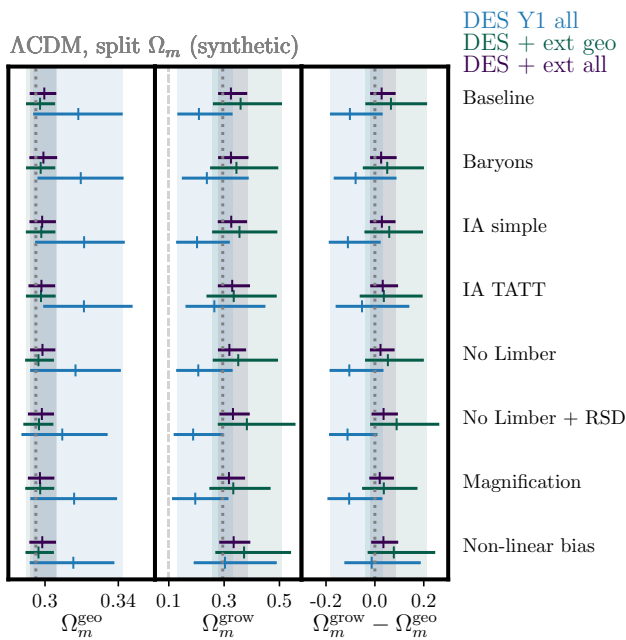 DES Y1 all
DES + ext geo
DES + ext all
ΛCDM, split Ωₘ (synthetic)
Baseline
Baryons
IA simple
IA TATT
No Limber
No Limber + RSD
Magnification
Non-linear bias
0.3 0.34 0.1 0.3 0.5 -0.2 0.0 0.2
Ωₘ^geo Ωₘ^grow Ωₘ^grow − Ωₘ^geo